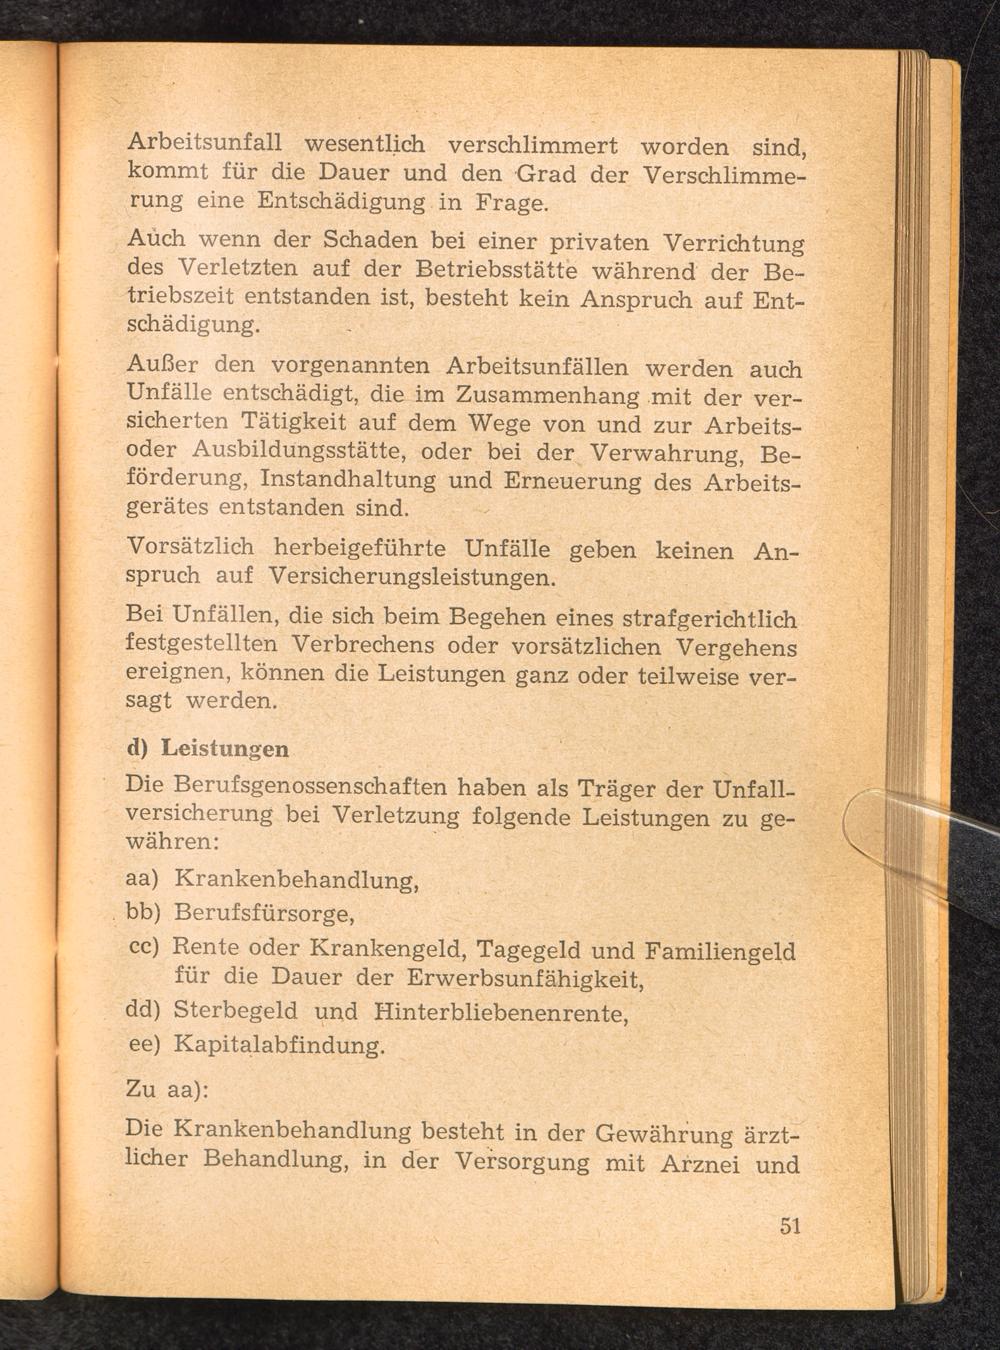 Arbeitsunfall wesentlich verschlimmert worden sind,
kommt für die Dauer und den Grad der Verschlimme-
rung eine Entschädigung in Frage.
Auch wenn der Schaden bei einer privaten Verrichtung
des Verletzten auf der Betriebsstätte während der Be-
triebszeit entstanden ist, besteht kein Anspruch auf Ent-
schädigung.
Außer den vorgenannten Arbeitsunfällen werden auch
Unfälle entschädigt, die im Zusammenhang mit der ver-
sicherten Tätigkeit auf dem Wege von und zur Arbeits-
oder Ausbildungsstätte, oder bei der Verwahrung, Be-
förderung, Instandhaltung und Erneuerung des Arbeits-
gerätes entstanden sind.
Vorsätzlich herbeigeführte Unfälle geben keinen An-
spruch auf Versicherungsleistungen.
Bei Unfällen, die sich beim Begehen eines strafgerichtlich
festgestellten Verbrechens oder vorsätzlichen Vergehens
ereignen, können die Leistungen ganz oder teilweise ver-
sagt werden.
d) Leistungen
Die Berufsgenossenschaften haben als Träger der Unfall-
versicherung bei Verletzung folgende Leistungen zu ge-
währen:
aa) Krankenbehandlung,
bb) Berufsfürsorge,
cc) Rente oder Krankengeld, Tagegeld und Familiengeld
für die Dauer der Erwerbsunfähigkeit,
dd) Sterbegeld und Hinterbliebenenrente,
ee) Kapitalabfindung.
Zu aa):
Die Krankenbehandlung besteht in der Gewährung ärzt-
licher Behandlung, in der Versorgung mit Arznei und
51